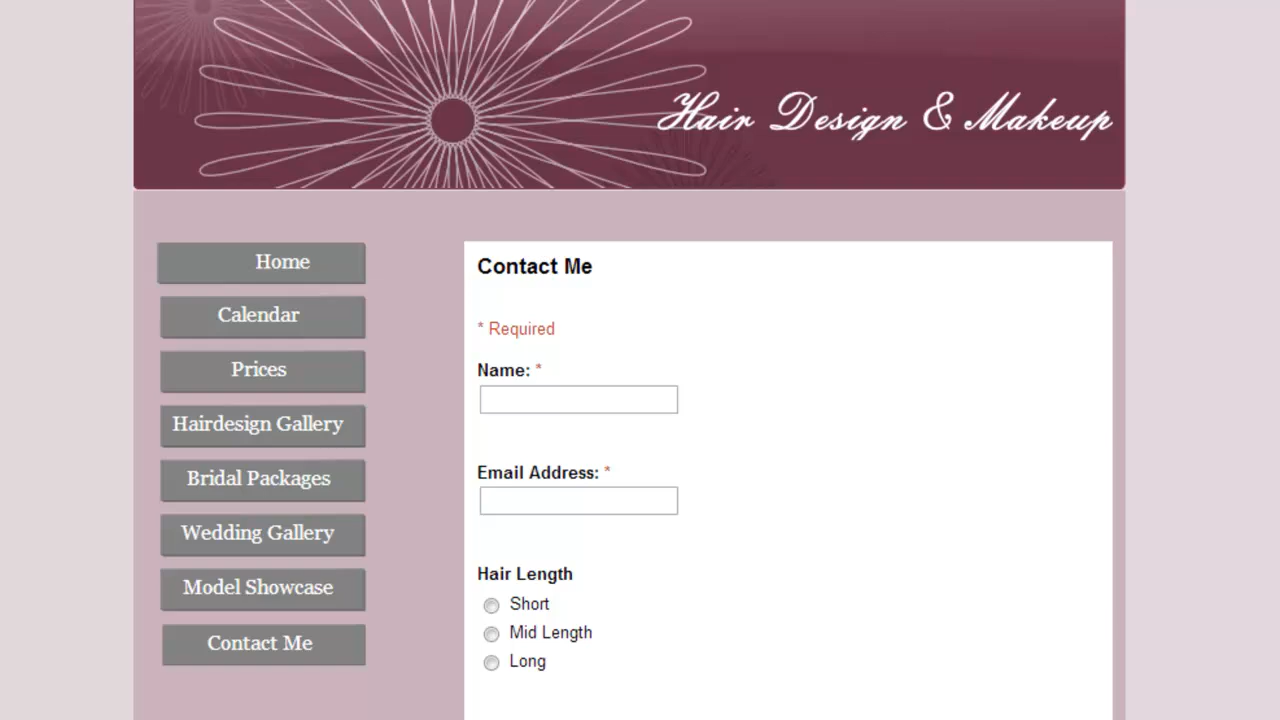 Hair Design & Makeup
Home
Calendar
Prices
Hairdesign Gallery
Bridal Packages
Wedding Gallery
Model Showcase
Contact Me
Contact Me
* Required
Name: *
Email Address: *
Hair Length
Short
Mid Length
Long